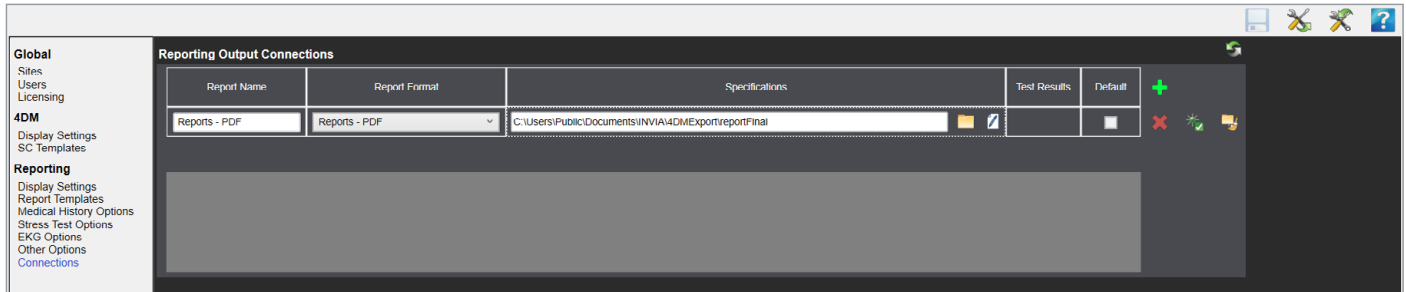 Global
Sites
Users
Licensing
4DM
Display Settings
SC Templates
Reporting
Display Settings
Report Templates
Medical History Options
Stress Test Options
EKG Options
Other Options
Connections
Reporting Output Connections
Report Name Report Format Specifications Test Results Default
Reports - PDF Reports - PDF C:\Users\Public\Documents\INVIA\4DMExport\reportFinal
?